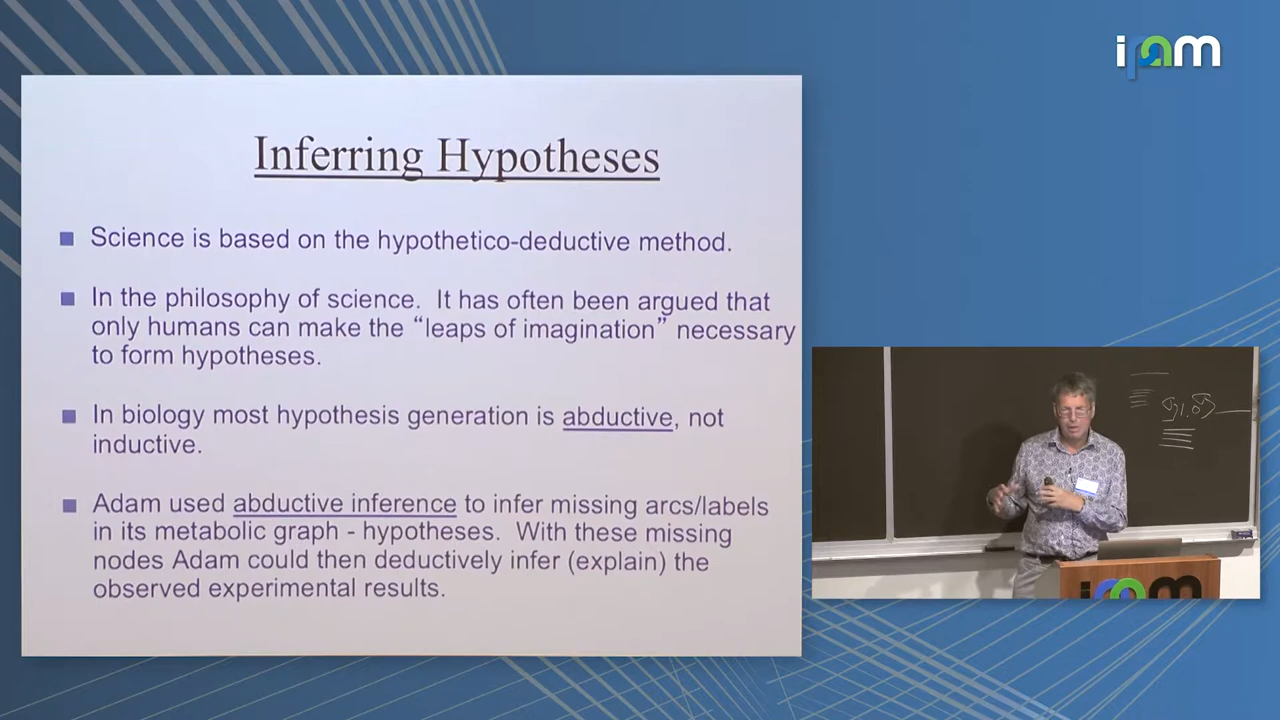 ipam
Inferring Hypotheses
Science is based on the hypothetico-deductive method.
In the philosophy of science. It has often been argued that
only humans can make the “leaps of imagination” necessary
to form hypotheses.
In biology most hypothesis generation is abductive, not
inductive.
Adam used abductive inference to infer missing arcs/labels
in its metabolic graph - hypotheses. With these missing
nodes Adam could then deductively infer (explain) the
observed experimental results.
ipam